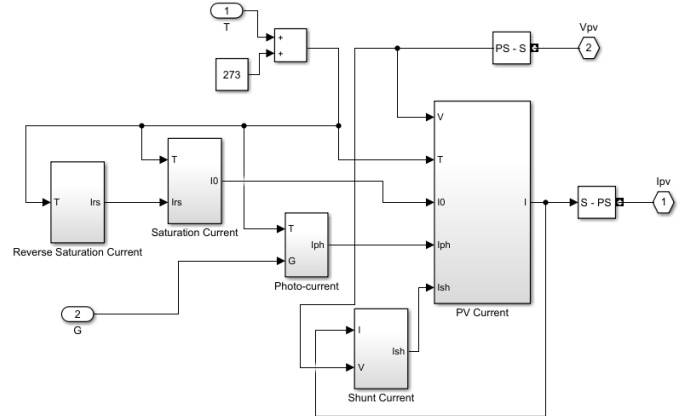 1
T
+
+
273
PS - S
Vpv
2
T
Irs
Reverse Saturation Current
T
Irs
I0
Saturation Current
T
G
Iph
Photo-current
2
G
V
T
I0
Iph
Ish
I
PV Current
S - PS
Ipv
1
I
V
Ish
Shunt Current